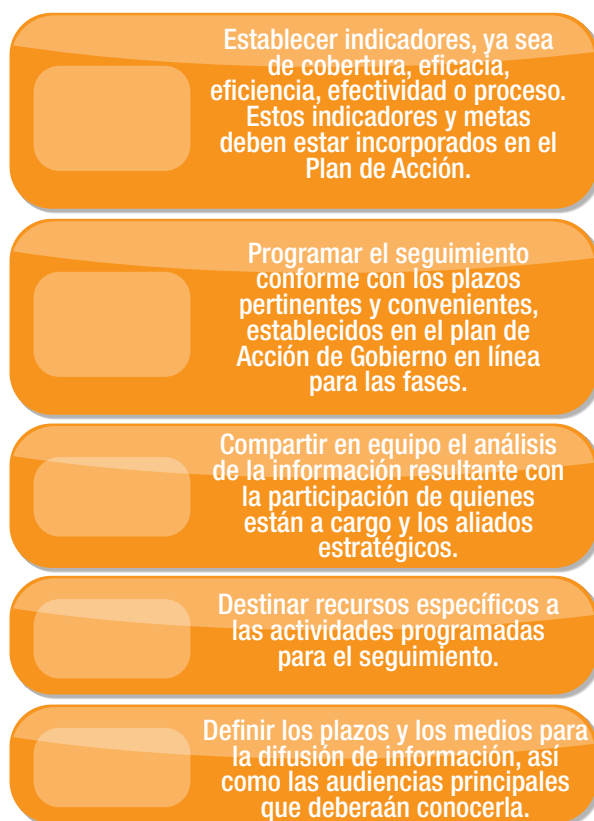 Establecer indicadores, ya sea
de cobertura, eficacia,
eficiencia, efectividad o proceso.
Estos indicadores y metas
deben estar incorporados en el
Plan de Acción.
Programar el seguimiento
conforme con los plazos
pertinentes y convenientes,
establecidos en el plan de
Acción de Gobierno en línea
para las fases.
Compartir en equipo el análisis
de la información resultante con
la participación de quienes
están a cargo y los aliados
estratégicos.
Destinar recursos específicos a
las actividades programadas
para el seguimiento.
Definir los plazos y los medios para
la difusión de información, así
como las audiencias principales
que deberaán conocerla.